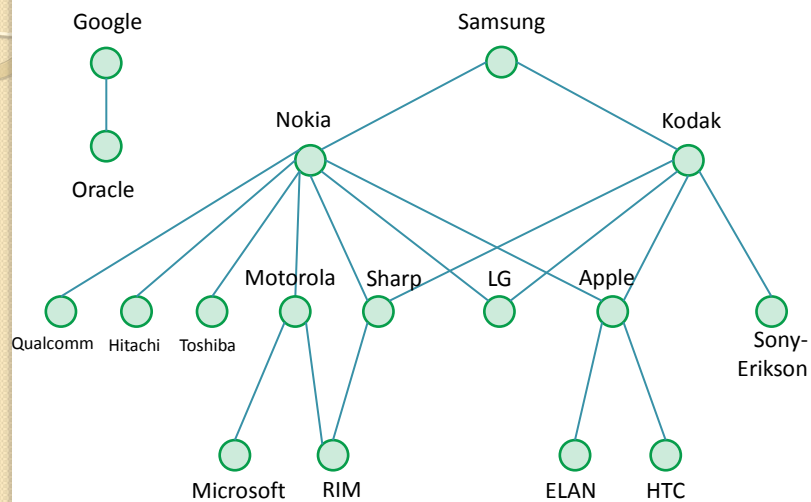 Google
Samsung
Nokia
Kodak
Oracle
Motorola
Sharp
LG
Apple
Qualcomm
Hitachi
Toshiba
Sony-
Erikson
Microsoft
RIM
ELAN
HTC